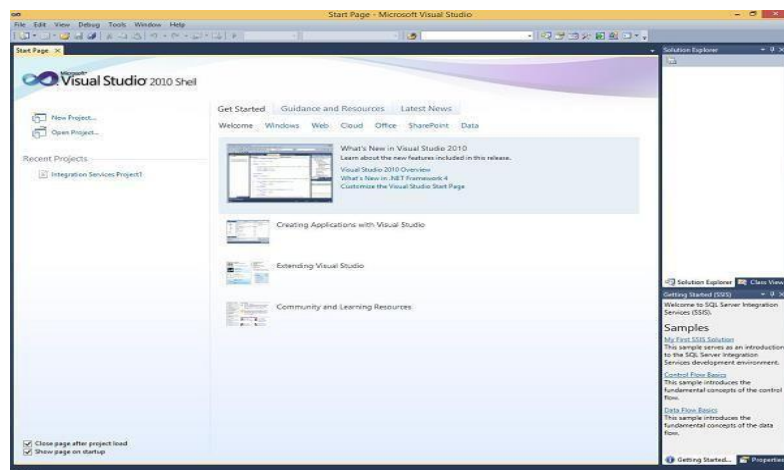 Start Page - Microsoft Visual Studio
File Edit View Debug Tools Window Help
Start Page
Microsoft
Visual Studio 2010 Shell
New Project...
Open Project...
Recent Projects
Integration Services Project1
Get Started Guidance and Resources Latest News
Welcome Windows Web Cloud Office SharePoint Data
What's New in Visual Studio 2010
Learn about the new features included in this release.
Visual Studio 2010 Overview
What's New in .NET Framework 4
Customize the Visual Studio Start Page
Creating Applications with Visual Studio
Extending Visual Studio
Community and Learning Resources
Close page after project load
Show page on startup
Solution Explorer
Solution Explorer Class View
Getting Started (SSIS)
Welcome to SQL Server Integration
Services (SSIS).
Samples
My First SSIS Solution
This sample serves as an introduction
to the SQL Server Integration
Services development environment.
Control Flow Basics
This sample introduces the
fundamental concepts of the control
flow.
Data Flow Basics
This sample introduces the
fundamental concepts of the data
flow.
Getting Started... Properties